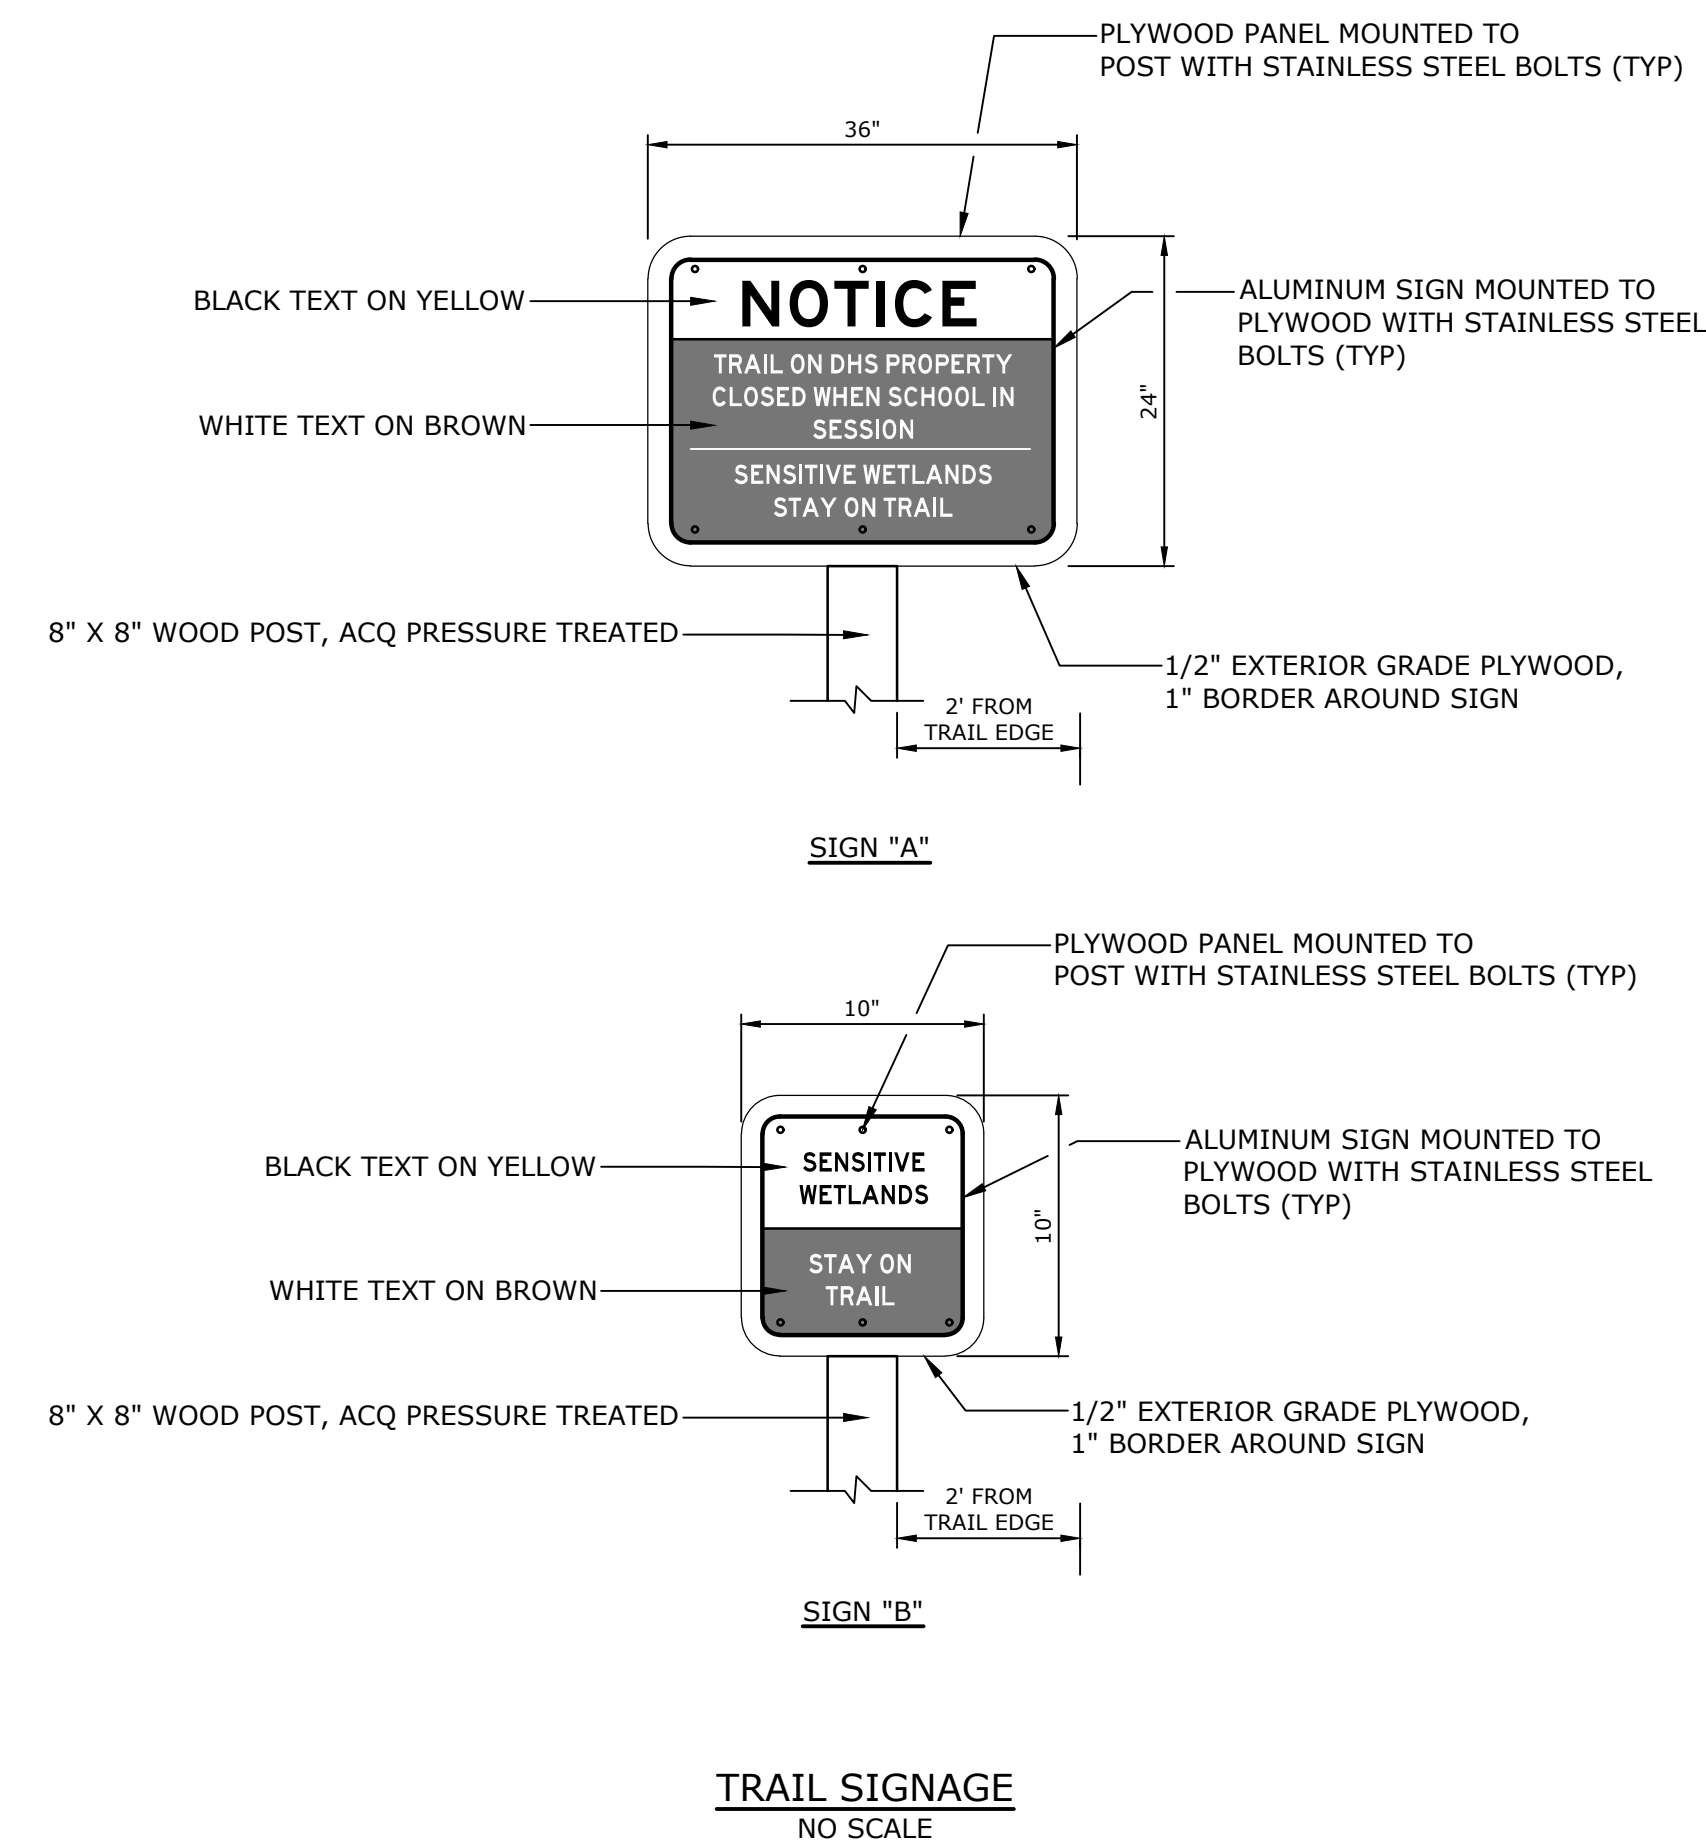 PLYWOOD PANEL MOUNTED TO
POST WITH STAINLESS STEEL BOLTS (TYP)
36"
BLACK TEXT ON YELLOW
NOTICE
ALUMINUM SIGN MOUNTED TO
PLYWOOD WITH STAINLESS STEEL
BOLTS (TYP)
TRAIL ON DHS PROPERTY
CLOSED WHEN SCHOOL IN
SESSION
24"
WHITE TEXT ON BROWN
SENSITIVE WETLANDS
STAY ON TRAIL
8" X 8" WOOD POST, ACQ PRESSURE TREATED
1/2" EXTERIOR GRADE PLYWOOD,
1" BORDER AROUND SIGN
2' FROM
TRAIL EDGE
SIGN "A"
PLYWOOD PANEL MOUNTED TO
POST WITH STAINLESS STEEL BOLTS (TYP)
10"
BLACK TEXT ON YELLOW
SENSITIVE
WETLANDS
ALUMINUM SIGN MOUNTED TO
PLYWOOD WITH STAINLESS STEEL
BOLTS (TYP)
10"
WHITE TEXT ON BROWN
STAY ON
TRAIL
8" X 8" WOOD POST, ACQ PRESSURE TREATED
1/2" EXTERIOR GRADE PLYWOOD,
1" BORDER AROUND SIGN
2' FROM
TRAIL EDGE
SIGN "B"
TRAIL SIGNAGE
NO SCALE